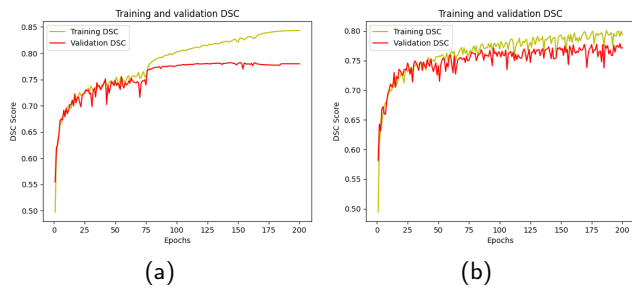 Training and validation DSC
Training DSC
Validation DSC
DSC Score
0.85
0.80
0.75
0.70
0.65
0.60
0.55
0.50
0 25 50 75 100 125 150 175 200
Epochs
(a)
Training and validation DSC
Training DSC
Validation DSC
DSC Score
0.80
0.75
0.70
0.65
0.60
0.55
0.50
0 25 50 75 100 125 150 175 200
Epochs
(b)